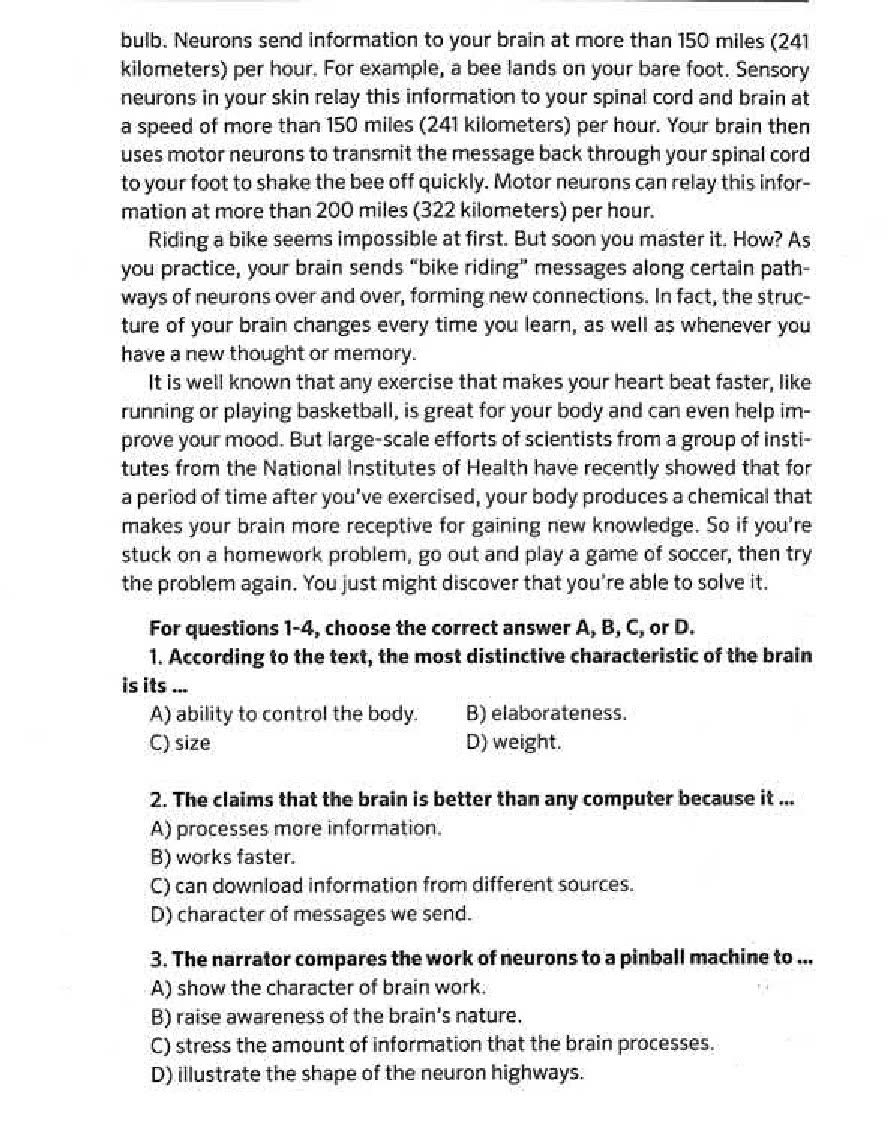 bulb. Neurons send information to your brain at more than 150 miles (241
kilometers) per hour. For example, a bee lands on your bare foot. Sensory
neurons in your skin relay this information to your spinal cord and brain at
a speed of more than 150 miles (241 kilometers) per hour. Your brain then
uses motor neurons to transmit the message back through your spinal cord
to your foot to shake the bee off quickly. Motor neurons can relay this infor-
mation at more than 200 miles (322 kilometers) per hour.
Riding a bike seems impossible at first. But soon you master it. How? As
you practice, your brain sends "bike riding" messages along certain path-
ways of neurons over and over, forming new connections. In fact, the struc-
ture of your brain changes every time you learn, as well as whenever you
have a new thought or memory.
It is well known that any exercise that makes your heart beat faster, like
running or playing basketball, is great for your body and can even help im-
prove your mood. But large-scale efforts of scientists from a group of insti-
tutes from the National Institutes of Health have recently showed that for
a period of time after you've exercised, your body produces a chemical that
makes your brain more receptive for gaining new knowledge. So if you're
stuck on a homework problem, go out and play a game of soccer, then try
the problem again. You just might discover that you're able to solve it.
For questions 1-4, choose the correct answer A, B, C, or D.
1. According to the text, the most distinctive characteristic of the brain
is its ...
A) ability to control the body. B) elaborateness.
C) size D) weight.
2. The claims that the brain is better than any computer because it ...
A) processes more information.
B) works faster.
C) can download information from different sources.
D) character of messages we send.
3. The narrator compares the work of neurons to a pinball machine to ...
A) show the character of brain work.
B) raise awareness of the brain's nature.
C) stress the amount of information that the brain processes.
D) illustrate the shape of the neuron highways.